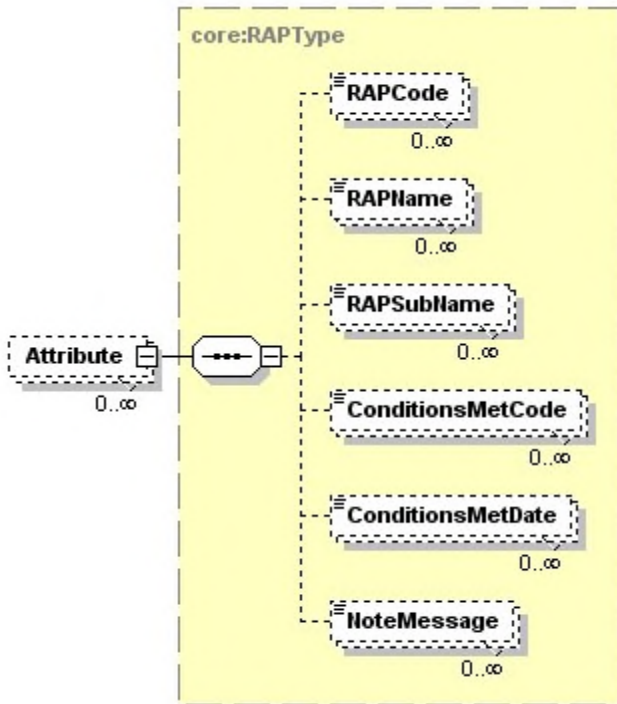 core:RAPType
RAPCode
0..∞
RAPName
0..∞
RAPSubName
0..∞
Attribute
0..∞
ConditionsMetCode
0..∞
ConditionsMetDate
0..∞
NoteMessage
0..∞